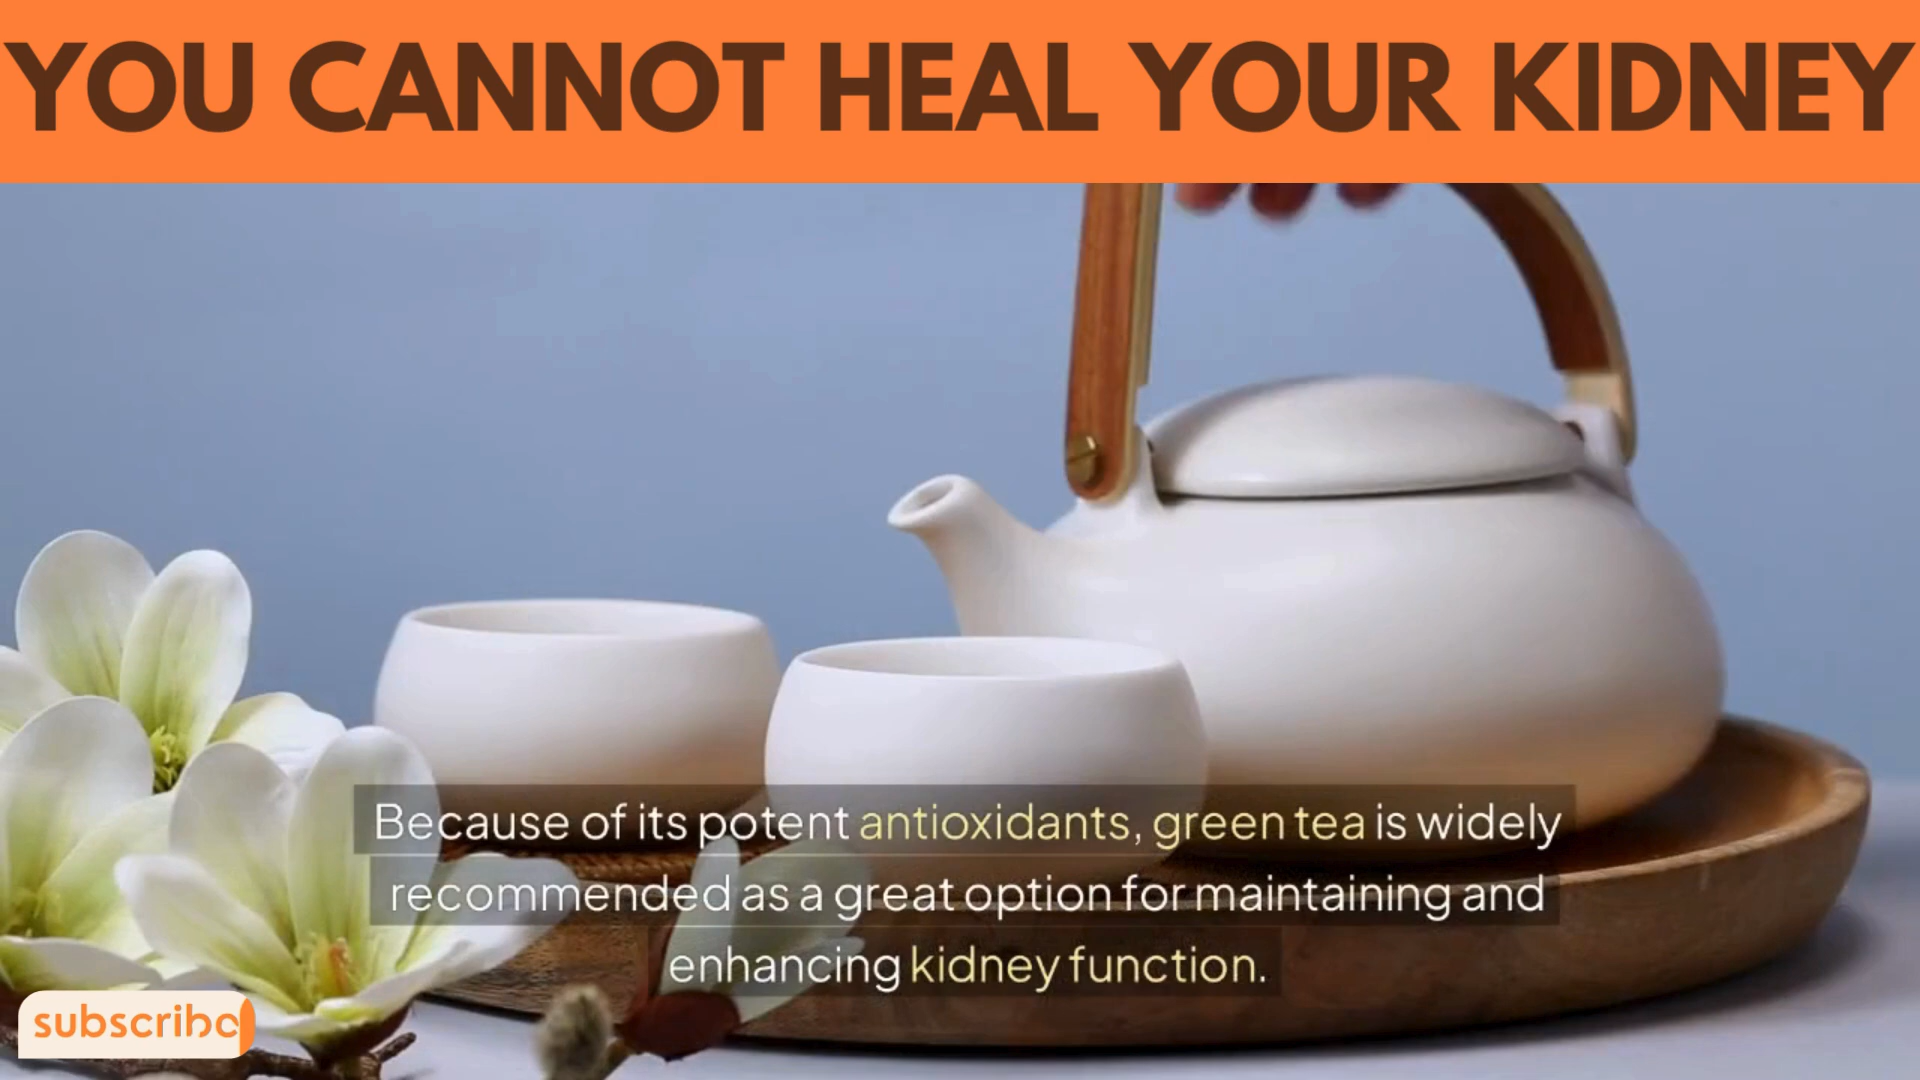 YOU CANNOT HEAL YOUR KIDNEY
Because of its potent antioxidants, green tea is widely
recommended as a great option for maintaining and
enhancing kidney function.